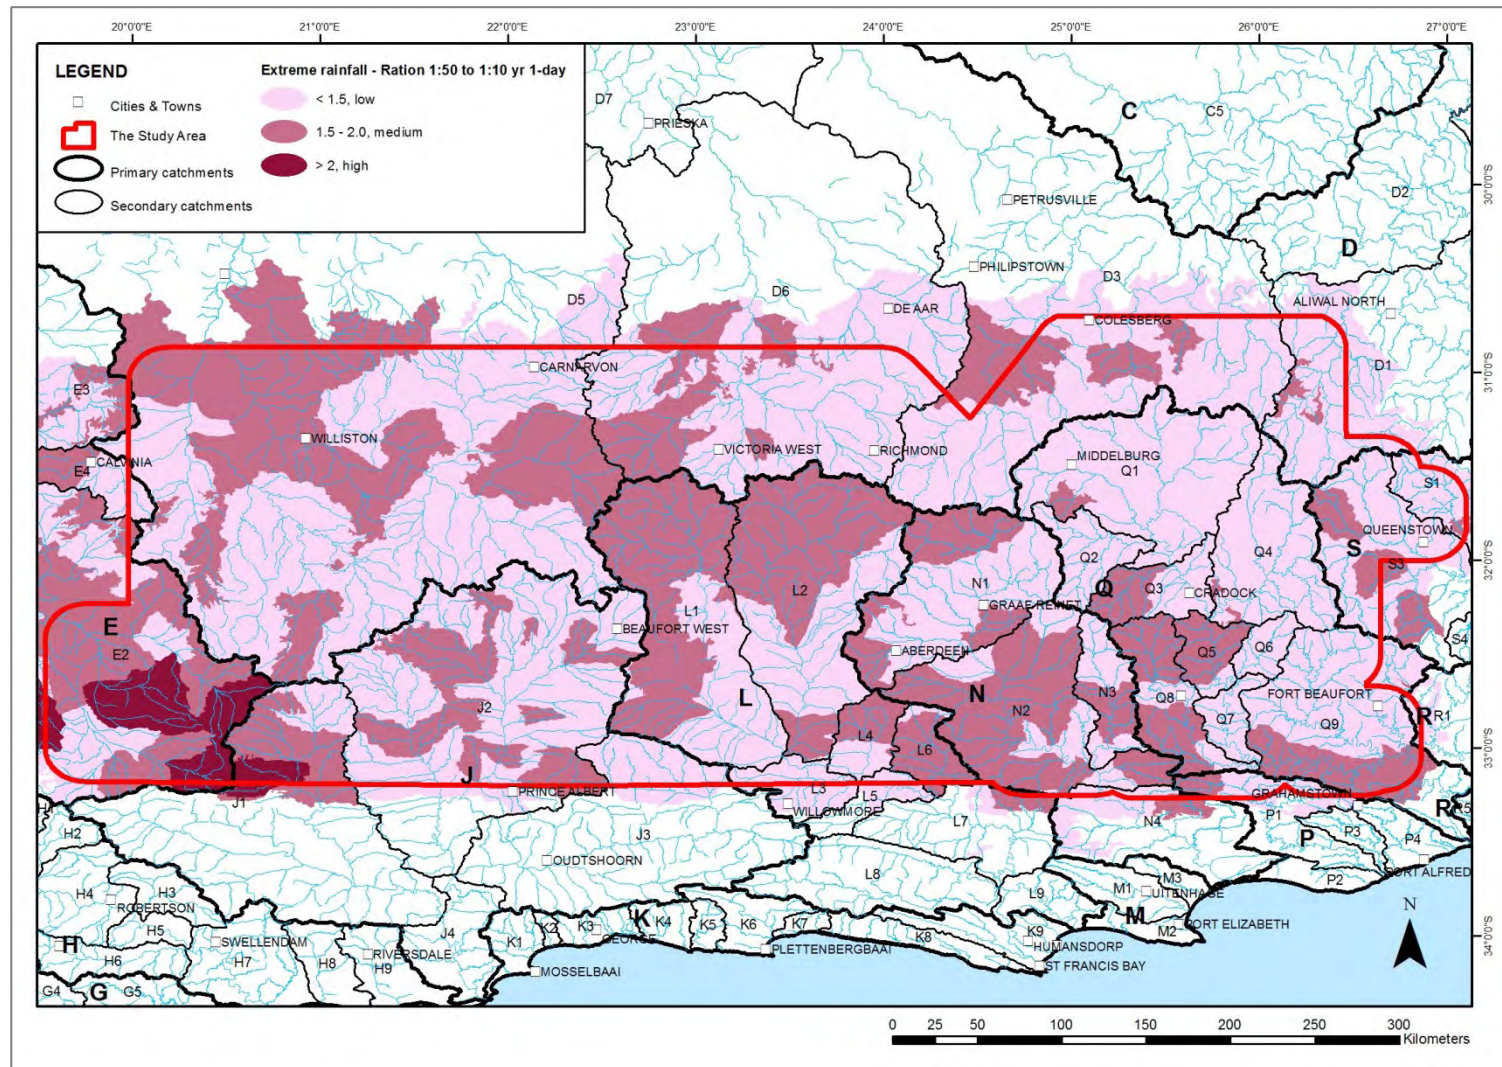 20°0'0"E 21°0'0"E 22°0'0"E 23°0'0"E 24°0'0"E 25°0'0"E 26°0'0"E 27°0'0"E
LEGEND
Cities & Towns
The Study Area
Primary catchments
Secondary catchments
Extreme rainfall - Ration 1:50 to 1:10 yr 1-day
< 1.5, low
1.5 - 2.0, medium
> 2, high
D7
PRIESKA
C
C5
D2
30°0'0"S
PETRUSVILLE
D
PHILIPSTOWN
D3
D5
D6
DE AAR
ALIWAL NORTH
COLESBERG
D1
31°0'0"S
CARNARVON
E3
WILLISTON
VICTORIA WEST
RICHMOND
MIDDELBURG
Q1
CALVINIA
E4
S1
QUEENSTOWN
S
Q4
Q2
32°0'0"S
S3
L2
N1
Q
Q3
CRADOCK
L1
GRAAF REINET
E
BEAUFORT WEST
S4
E2
ABERDEEN
Q5
Q6
L
N
N3
Q8
FORT BEAUFORT
J2
N2
Q7
Q9
R
R1
L4
L6
33°0'0"S
J
PRINCE ALBERT
L3
L5
GRAHAMSTOWN
J1
WILLOWMORE
P1
R
R5
H2
J3
L7
N4
P
P3
P4
OUDTSHOORN
PORT ALFRED
L8
M3
P2
H4
H3
L9
M1
UITENHAGE
ROBERTSON
M
H5
K
K1
K2
K3
K4
K5
K6
K7
K8
K9
M2
PORT ELIZABETH
N
H
SWELLENDAM
J4
GEORGE
PLETTENBERGBAAI
HUMANSDORP
34°0'0"S
H6
H7
H8
RIVERSDALE
H9
MOSSELBAAI
ST FRANCIS BAY
G4
G
G5
0 25 50 100 150 200 250 300
Kilometers